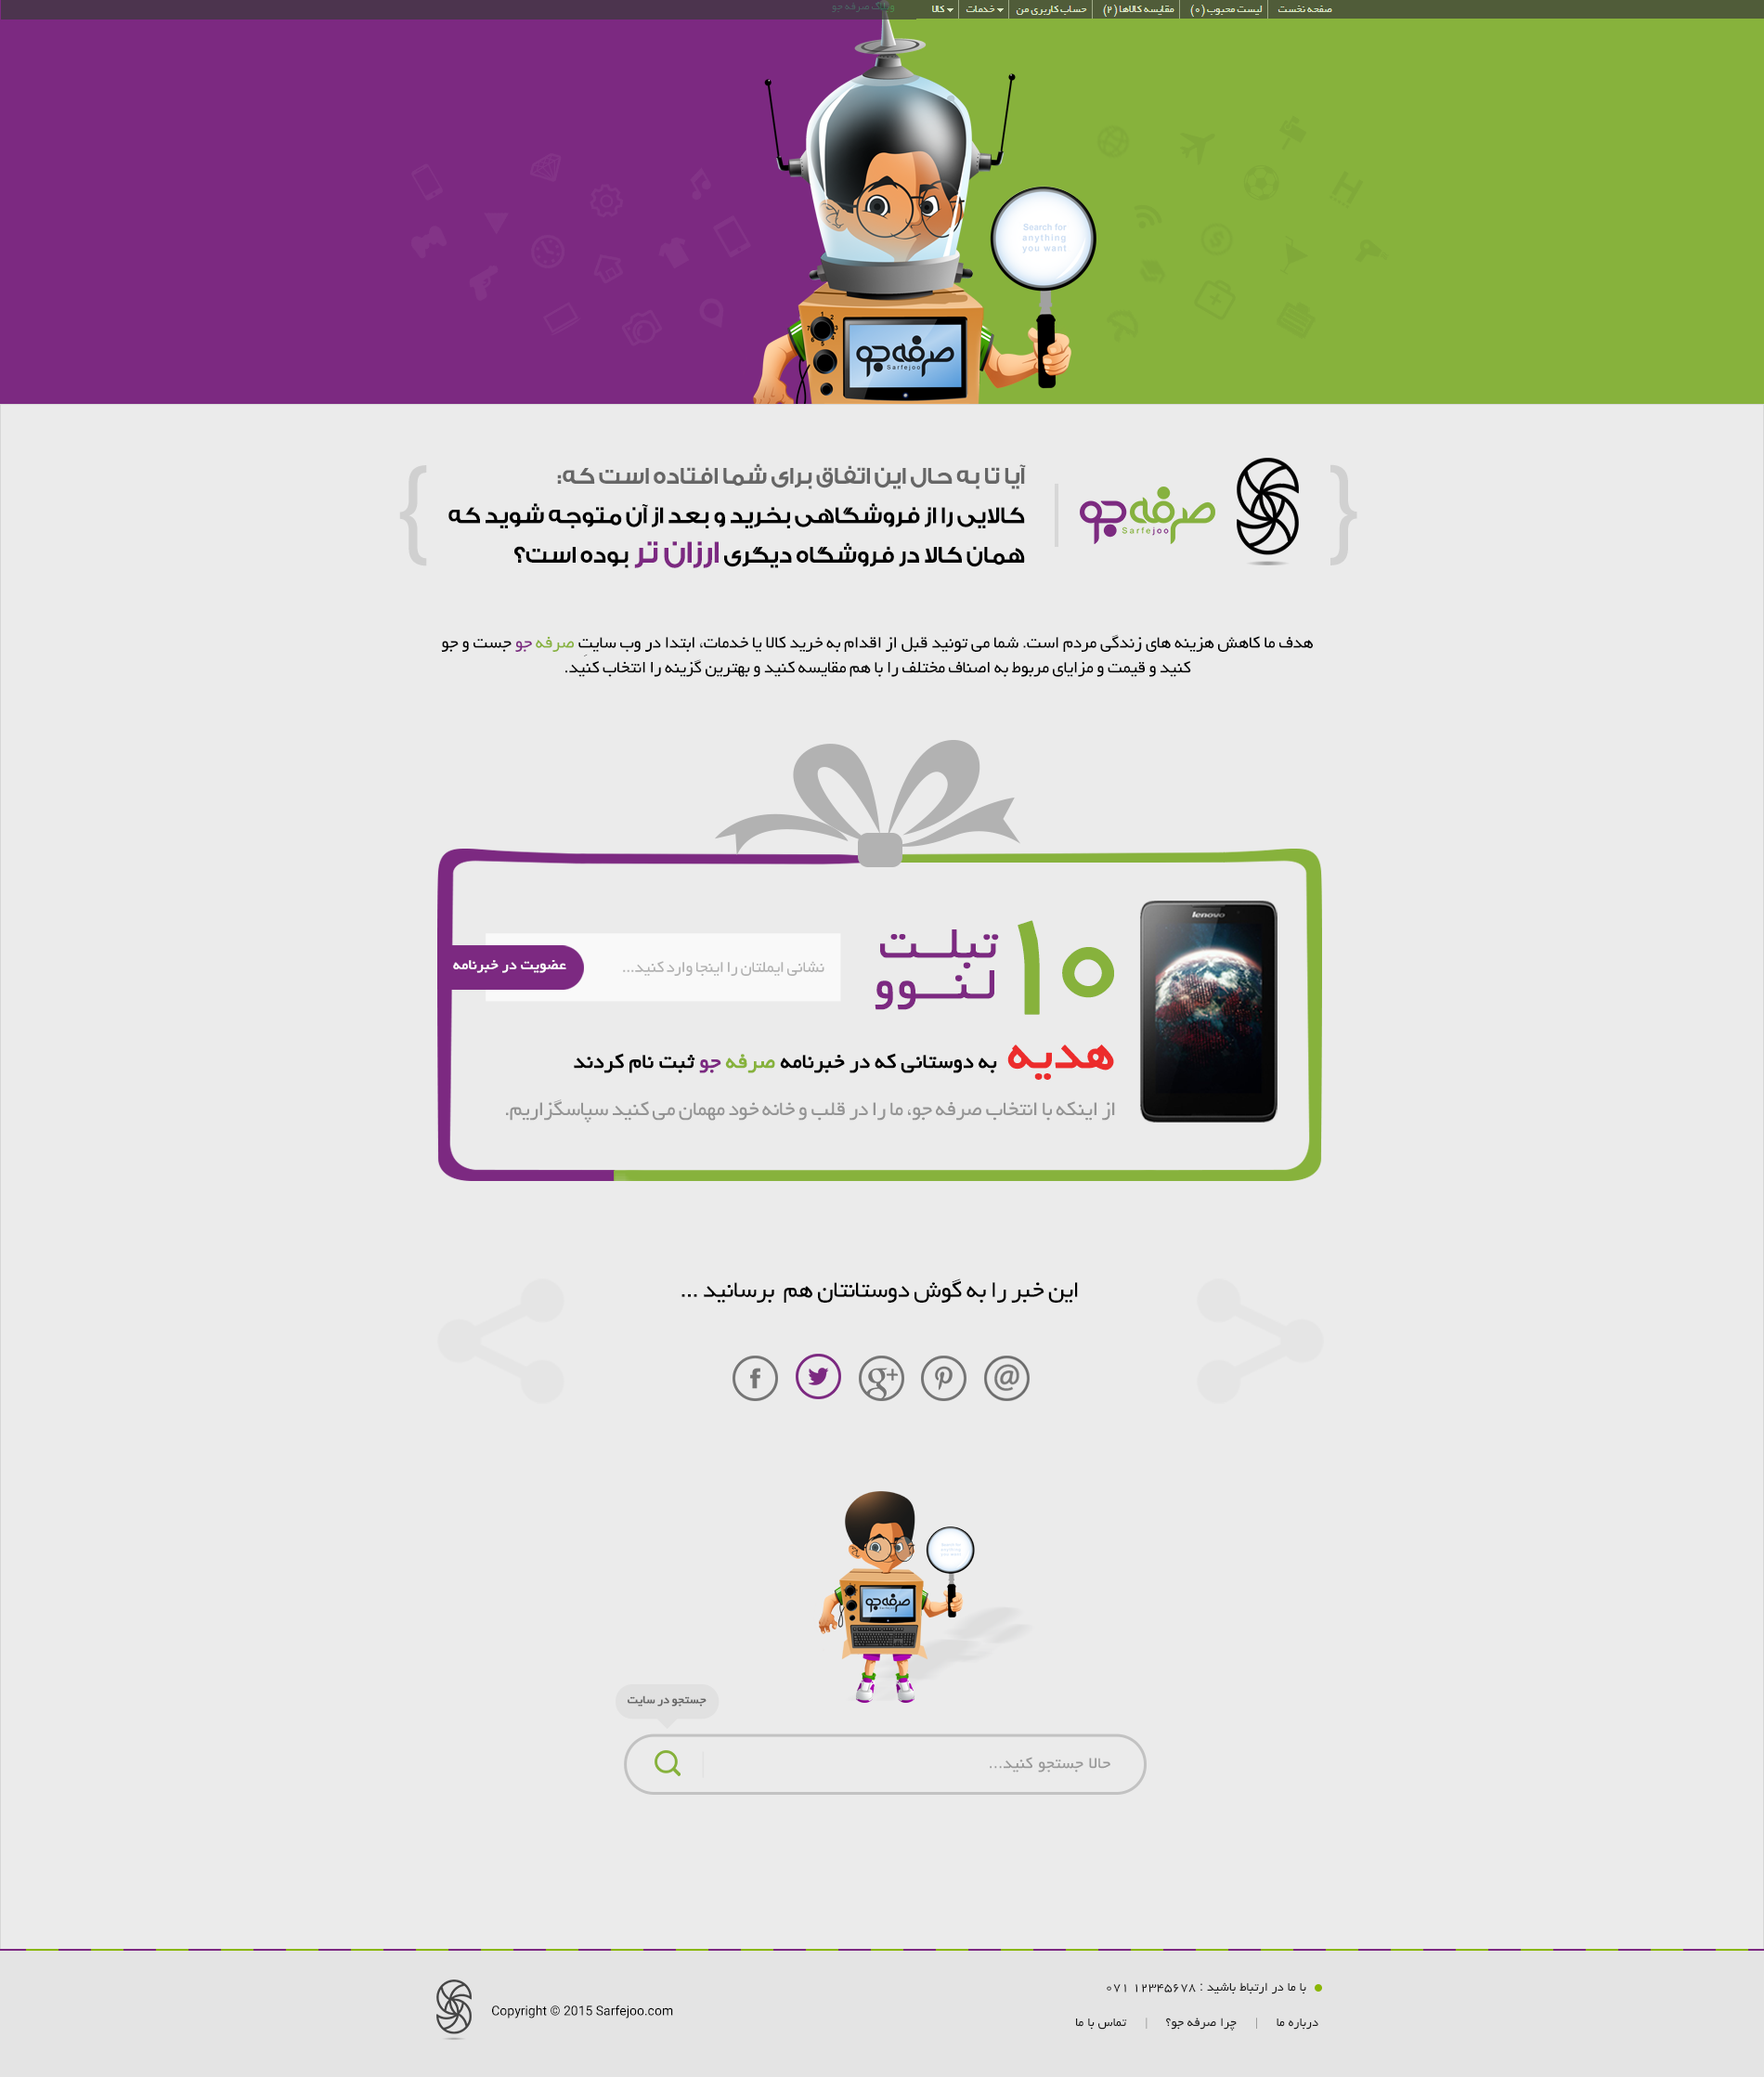 صفحه نخست
لیست محبوب (۰)
مقایسه کالاها (۲)
حساب کاربری من
خدمات
کالا
وبلاگ صرفه جو
Search for
anything
you want
1
2
3
4
5
6
7
صرفه جو
Sarfejoo
صرفه جو
Sarfejoo
آیا تا به حال این اتفاق برای شما افتاده است که:
کالایی را از فروشگاهی بخرید و بعد از آن متوجه شوید که
همان کالا در فروشگاه دیگری ارزان تر بوده است؟
هدف ما کاهش هزینه های زندگی مردم است. شما می تونید قبل از اقدام به خرید کالا یا خدمات، ابتدا در وب سایتِ صرفه جو جست و جو
کنید و قیمت و مزایای مربوط به اصناف مختلف را با هم مقایسه کنید و بهترین گزینه را انتخاب کنید.
lenovo
۱۰
تبلت
لنوو
نشانی ایملتان را اینجا وارد کنید...
عضویت در خبرنامه
هدیه به دوستانی که در خبرنامه صرفه جو ثبت نام کردند
از اینکه با انتخاب صرفه جو، ما را در قلب و خانه خود مهمان می کنید سپاسگزاریم.
این خبر را به گوش دوستانتان هم برسانید ...
Search for
anything
you want
صرفه جو
Sarfejoo
جستجو در سایت
حالا جستجو کنید...
با ما در ارتباط باشید : ۱۲۳۴۵۶۷۸ ۰۷۱
درباره ما | چرا صرفه جو؟ | تماس با ما
Copyright © 2015 Sarfejoo.com